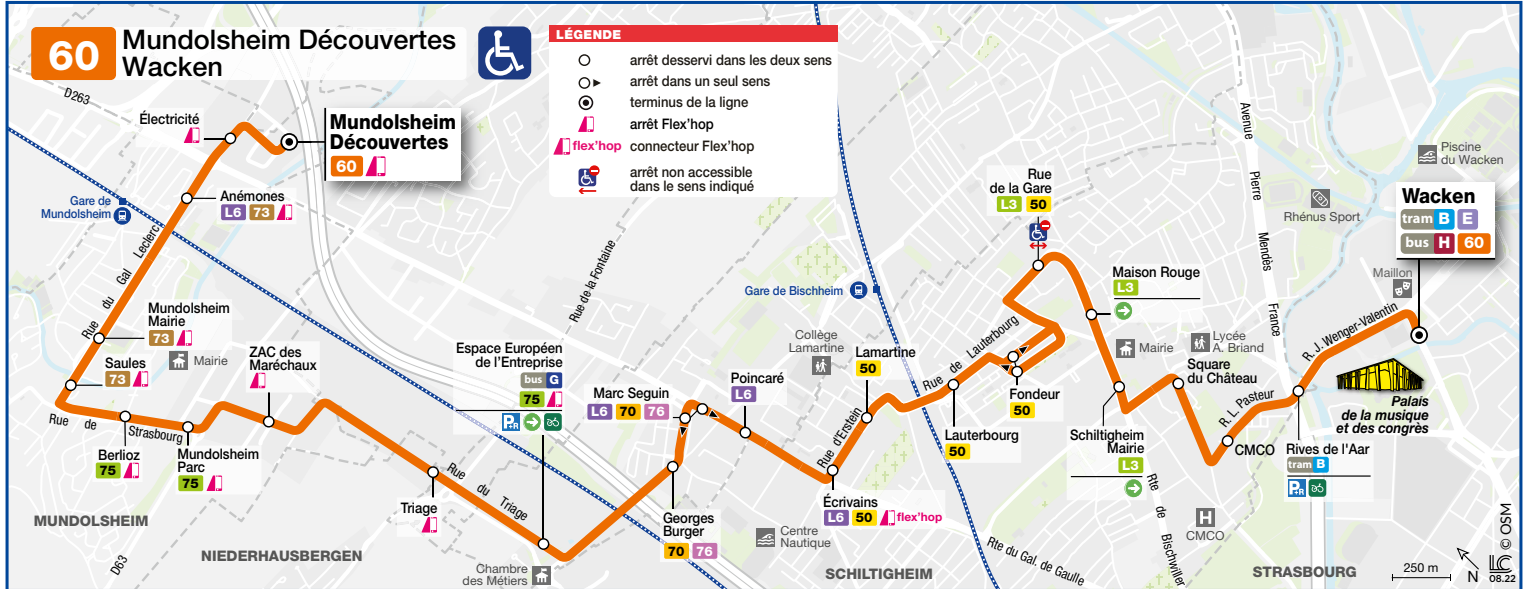 60
Mundolsheim Découvertes
Wacken
LÉGENDE
arrêt desservi dans les deux sens
arrêt dans un seul sens
terminus de la ligne
arrêt Flex'hop
flex'hop connecteur Flex'hop
arrêt non accessible
dans le sens indiqué
D263
Électricité
Mundolsheim
Découvertes
60
Anémones
L6 73
Gare de
Mundolsheim
Rue du Gal Leclerc
Mundolsheim
Mairie
73
Mairie
Saules
73
Rue de Strasbourg
Berlioz
75
Mundolsheim
Parc
75
ZAC des
Maréchaux
MUNDOLSHEIM
NIEDERHAUSBERGEN
D63
Triage
Rue du Triage
Rue de la Fontaine
Espace Européen
de l'Entreprise
bus G
75
P+R
Chambre
des Métiers
Marc Seguin
L6 70 76
Georges
Burger
70 76
Poincaré
L6
Centre
Nautique
Collège
Lamartine
Gare de Bischheim
Rue d'Erstein
Écrivains
L6 50 flex'hop
Lamartine
50
SCHILTIGHEIM
Rue de Lauterbourg
Lauterbourg
50
Fondeur
50
Rue
de la Gare
L3 50
Maison Rouge
L3
Mairie
Schiltigheim
Mairie
L3
Lycée
A. Briand
Square
du Château
Rte du Gal. de Gaulle
Rte de Bischwiller
CMCO
H
CMCO
R. L. Pasteur
Rives de l'Aar
tram B
P+R
Avenue Pierre Mendès France
R. J. Wenger-Valentin
Rhénus Sport
Piscine
du Wacken
Wacken
tram B E
bus H 60
Maillon
Palais
de la musique
et des congrès
STRASBOURG
250 m
N
LC
08.22
© OSM